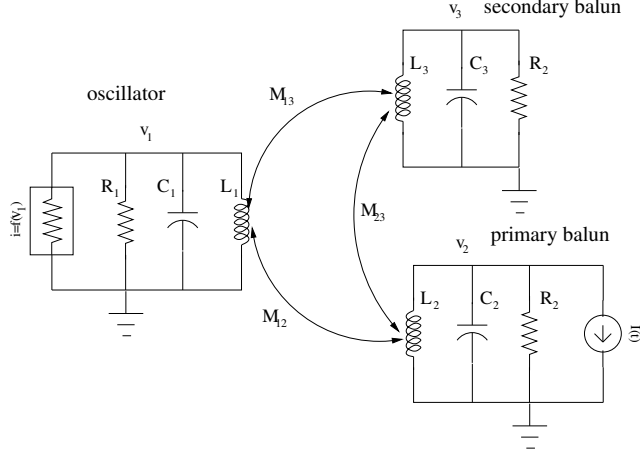 v₃ secondary balun
L₃ C₃ R₂
M₁₃
oscillator
v₁
R₁ C₁ L₁
i=f(v₁)
M₂₃
M₁₂
v₂ primary balun
L₂ C₂ R₂
I(t)